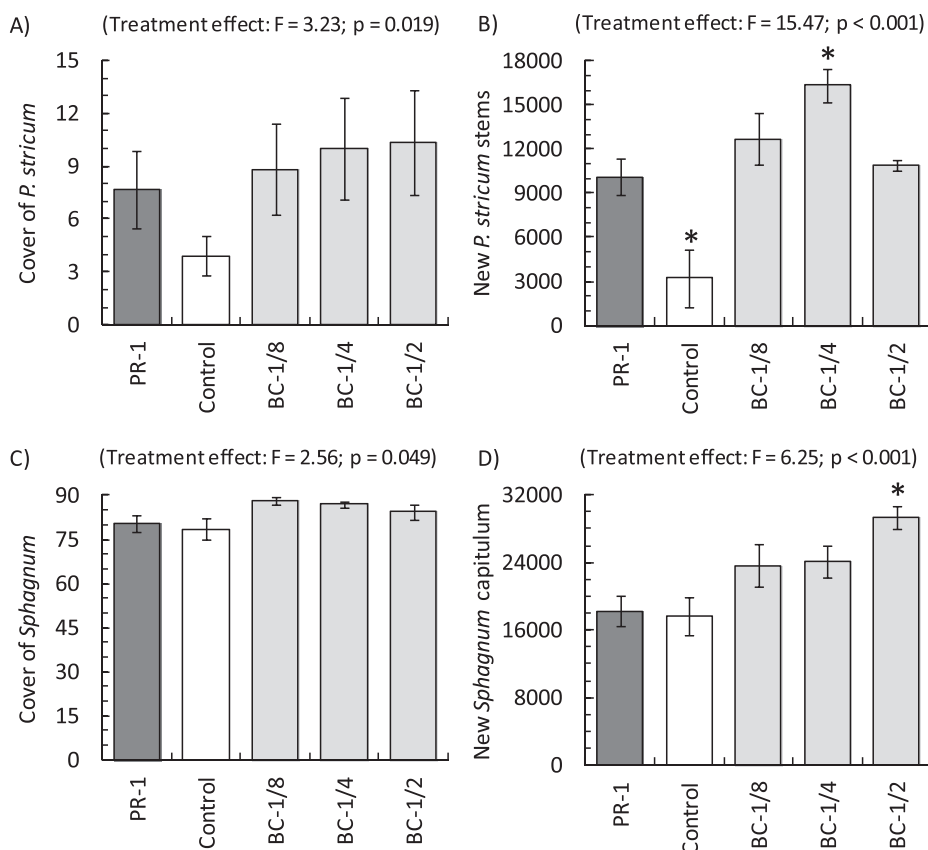 A) (Treatment effect: F = 3.23; p = 0.019)
Cover of P. stricum
15
12
9
6
3
0
PR-1 Control BC-1/8 BC-1/4 BC-1/2
B) (Treatment effect: F = 15.47; p < 0.001)
New P. stricum stems
18000
15000
12000
9000
6000
3000
0
*
*
PR-1 Control BC-1/8 BC-1/4 BC-1/2
C) (Treatment effect: F = 2.56; p = 0.049)
Cover of Sphagnum
90
75
60
45
30
15
0
PR-1 Control BC-1/8 BC-1/4 BC-1/2
D) (Treatment effect: F = 6.25; p < 0.001)
New Sphagnum capitulum
32000
24000
16000
8000
0
*
PR-1 Control BC-1/8 BC-1/4 BC-1/2